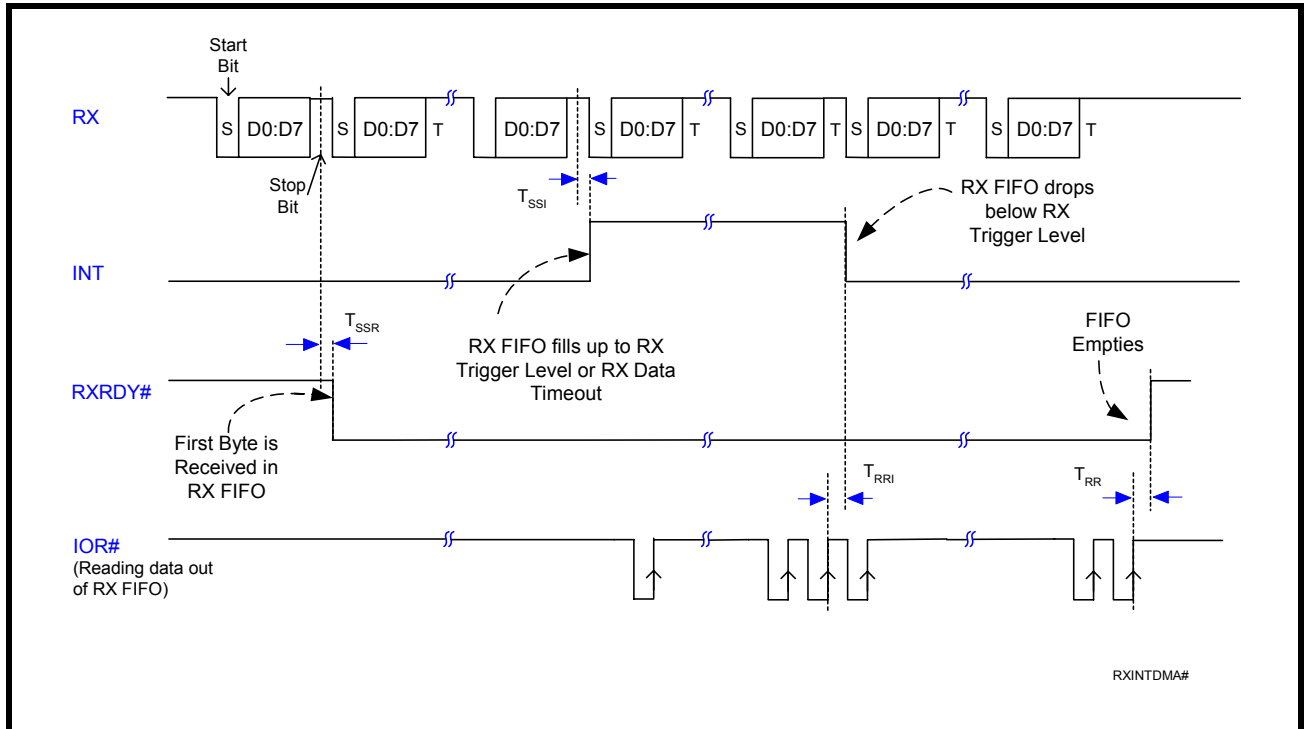 Start
Bit
RX
S D0:D7 S D0:D7 T D0:D7 S D0:D7 T S D0:D7 T S D0:D7 T S D0:D7 T
Stop
Bit
TSSI
RX FIFO drops
below RX
Trigger Level
INT
TSSR
RX FIFO fills up to RX
Trigger Level or RX Data
Timeout
FIFO
Empties
RXRDY#
First Byte is
Received in
RX FIFO
TRRI
TRR
IOR#
(Reading data out
of RX FIFO)
RXINTDMA#